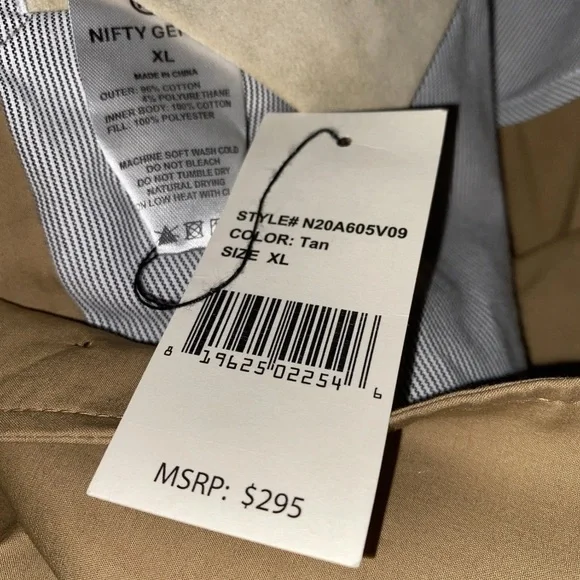 NIFTY
XL
MADE IN CHINA
OUTER: 96% COTTON
4% POLYURETHANE
INNER BODY: 100% COTTON
FILL: 100% POLYESTER
MACHINE SOFT WASH COLD
DO NOT BLEACH
DO NOT TUMBLE DRY
NATURAL DRYING
LOW HEAT WITH
STYLE# N20A605V09
COLOR: Tan
SIZE XL
8 19625 02254 6
MSRP: $295